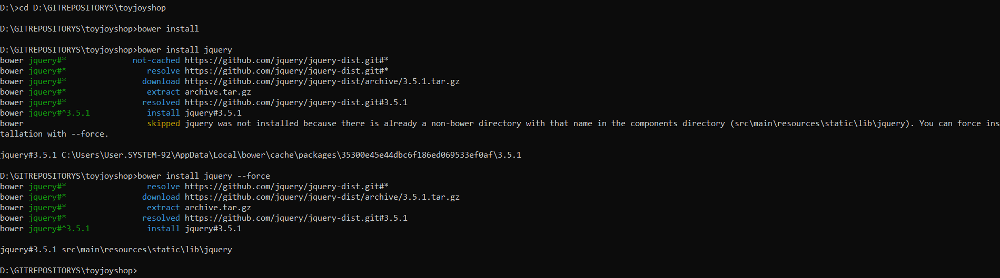 D:\>cd D:\GITREPOSITORYS\toyjoyshop
D:\GITREPOSITORYS\toyjoyshop>bower install
D:\GITREPOSITORYS\toyjoyshop>bower install jquery
bower jquery#* not-cached https://github.com/jquery/jquery-dist.git#*
bower jquery#* resolve https://github.com/jquery/jquery-dist.git#*
bower jquery#* download https://github.com/jquery/jquery-dist/archive/3.5.1.tar.gz
bower jquery#* extract archive.tar.gz
bower jquery#* resolved https://github.com/jquery/jquery-dist.git#3.5.1
bower jquery#^3.5.1 install jquery#3.5.1
bower skipped jquery was not installed because there is already a non-bower directory with that name in the components directory (src\main\resources\static\lib\jquery). You can force ins
tallation with --force.
jquery#3.5.1 C:\Users\User.SYSTEM-92\AppData\Local\bower\cache\packages\35300e45e44dbc6f186ed069533ef0af\3.5.1
D:\GITREPOSITORYS\toyjoyshop>bower install jquery --force
bower jquery#* resolve https://github.com/jquery/jquery-dist.git#*
bower jquery#* download https://github.com/jquery/jquery-dist/archive/3.5.1.tar.gz
bower jquery#* extract archive.tar.gz
bower jquery#* resolved https://github.com/jquery/jquery-dist.git#3.5.1
bower jquery#^3.5.1 install jquery#3.5.1
jquery#3.5.1 src\main\resources\static\lib\jquery
D:\GITREPOSITORYS\toyjoyshop>